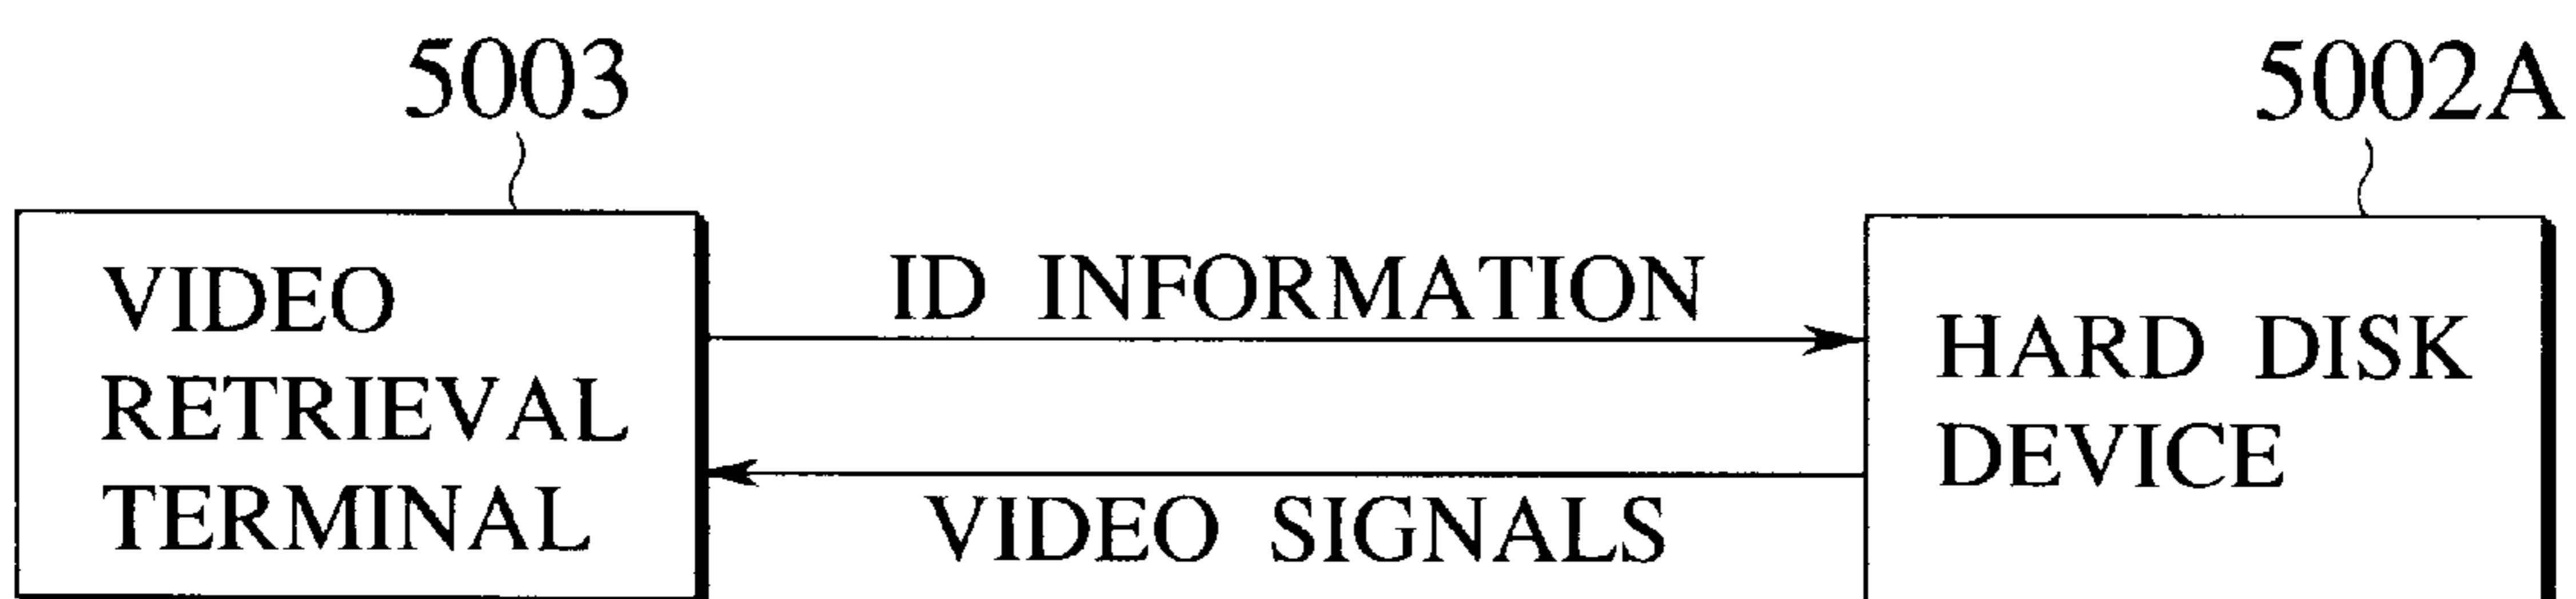 5003
5002A
VIDEO
RETRIEVAL
TERMINAL
ID INFORMATION
VIDEO SIGNALS
HARD DISK
DEVICE